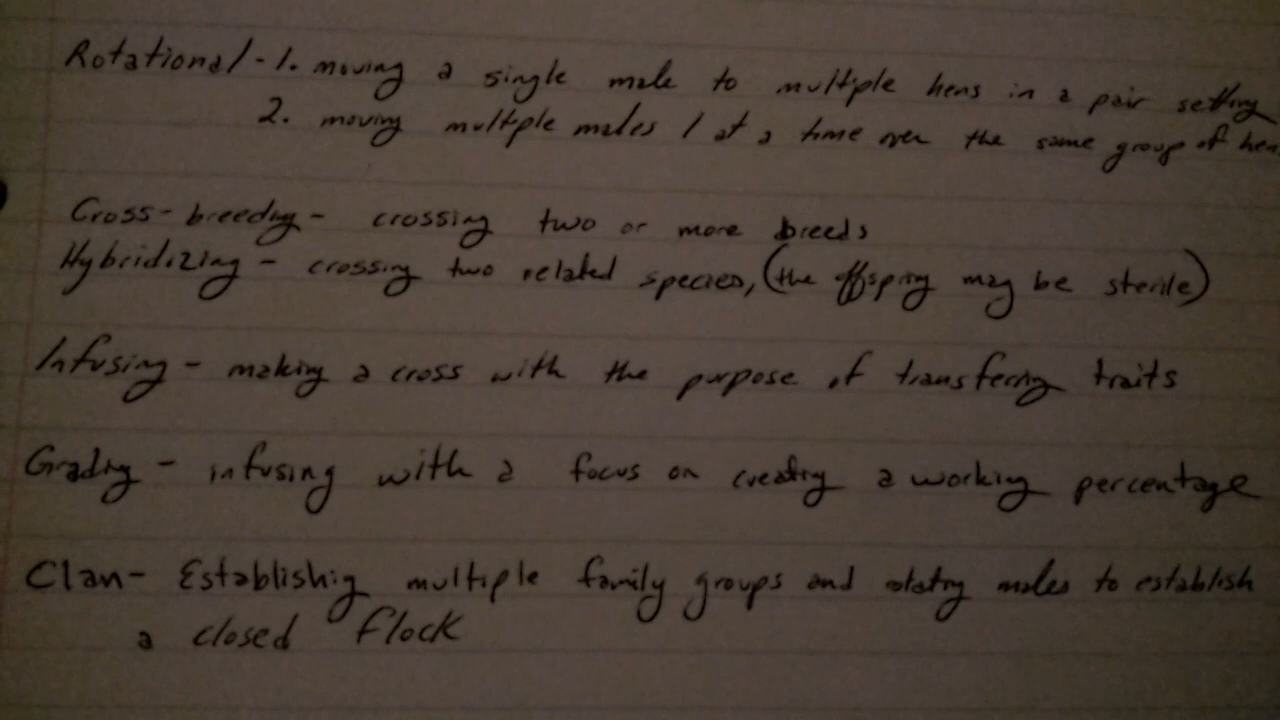 Rotational - 1. moving a single male to multiple hens in a pair setting
2. moving multiple males 1 at a time over the same group of hen
Cross-breeding - crossing two or more breeds
Hybridizing - crossing two related species, (the offspring may be sterile)
Infusing - making a cross with the purpose of transferring traits
Grading - infusing with a focus on creating a working percentage
Clan - Establishing multiple family groups and rotating males to establish
a closed flock